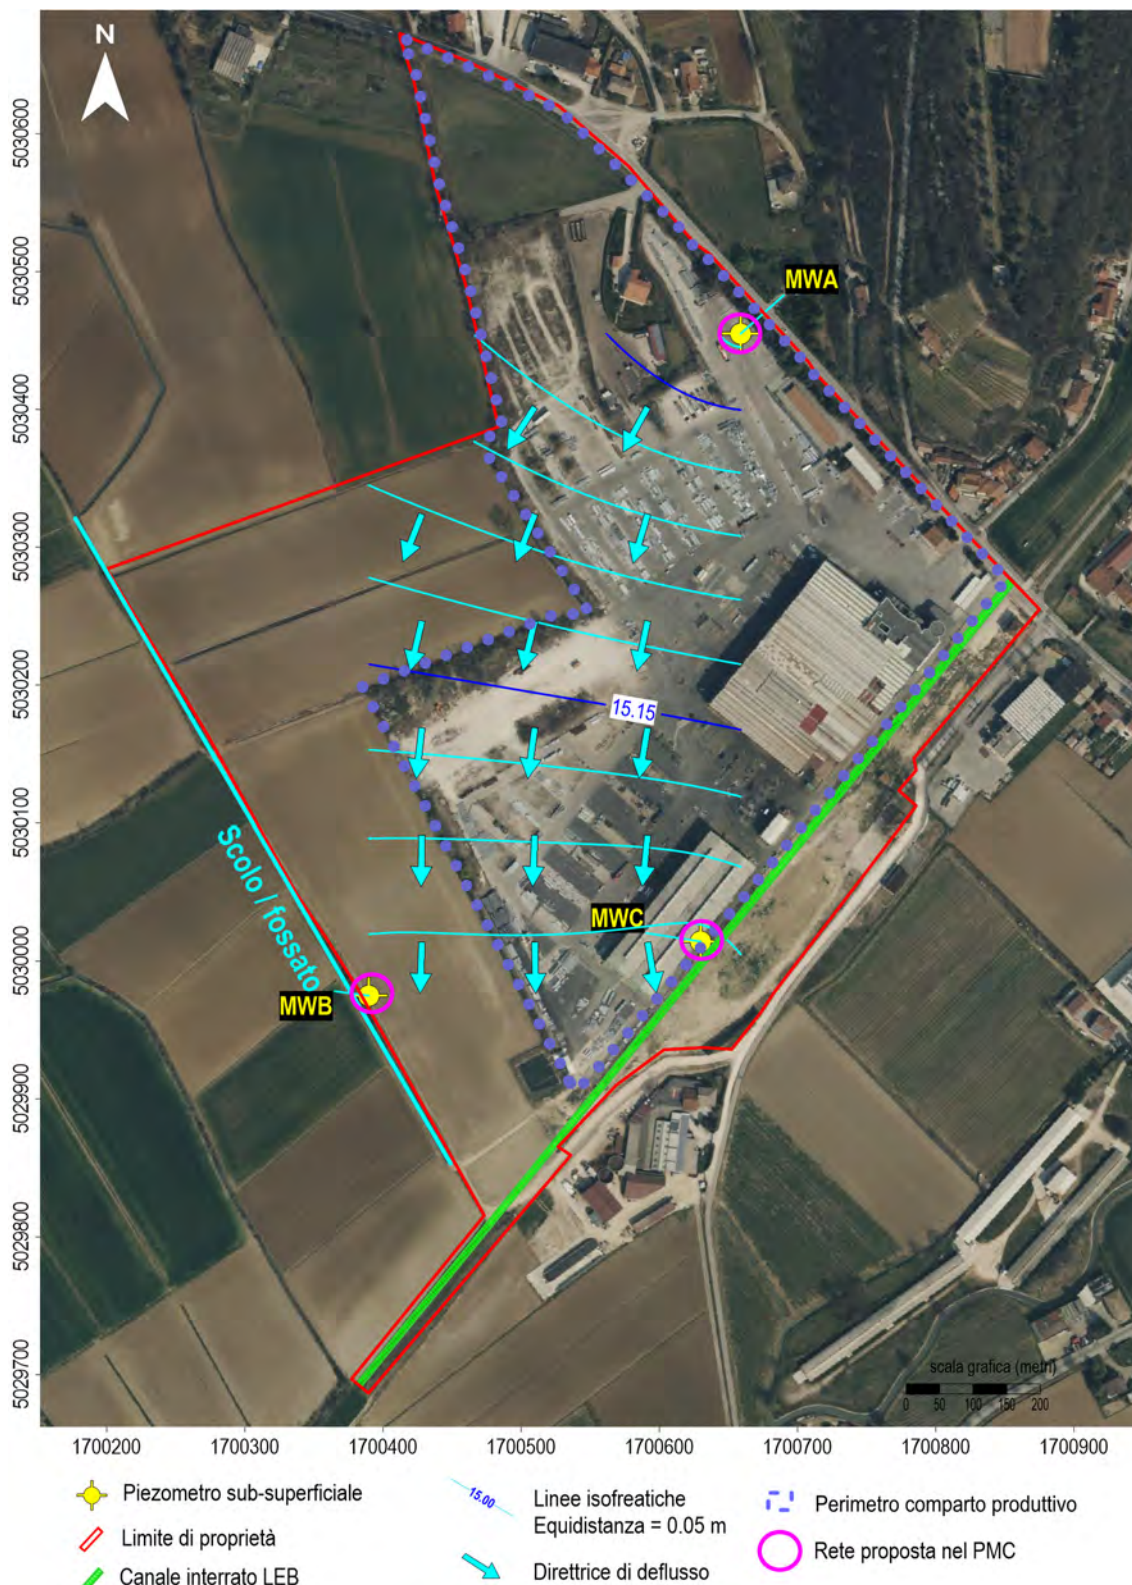 N
MWA
15.15
Scolo / fossato
MWC
MWB
5030600
5030500
5030400
5030300
5030200
5030100
5030000
5029900
5029800
5029700
scala grafica (metri)
0 50 100 150 200
1700200 1700300 1700400 1700500 1700600 1700700 1700800 1700900
Piezometro sub-superficiale
Limite di proprietà
Canale interrato LEB
15.00
Linee isofreatiche
Equidistanza = 0.05 m
Direttrice di deflusso
Perimetro comparto produttivo
Rete proposta nel PMC